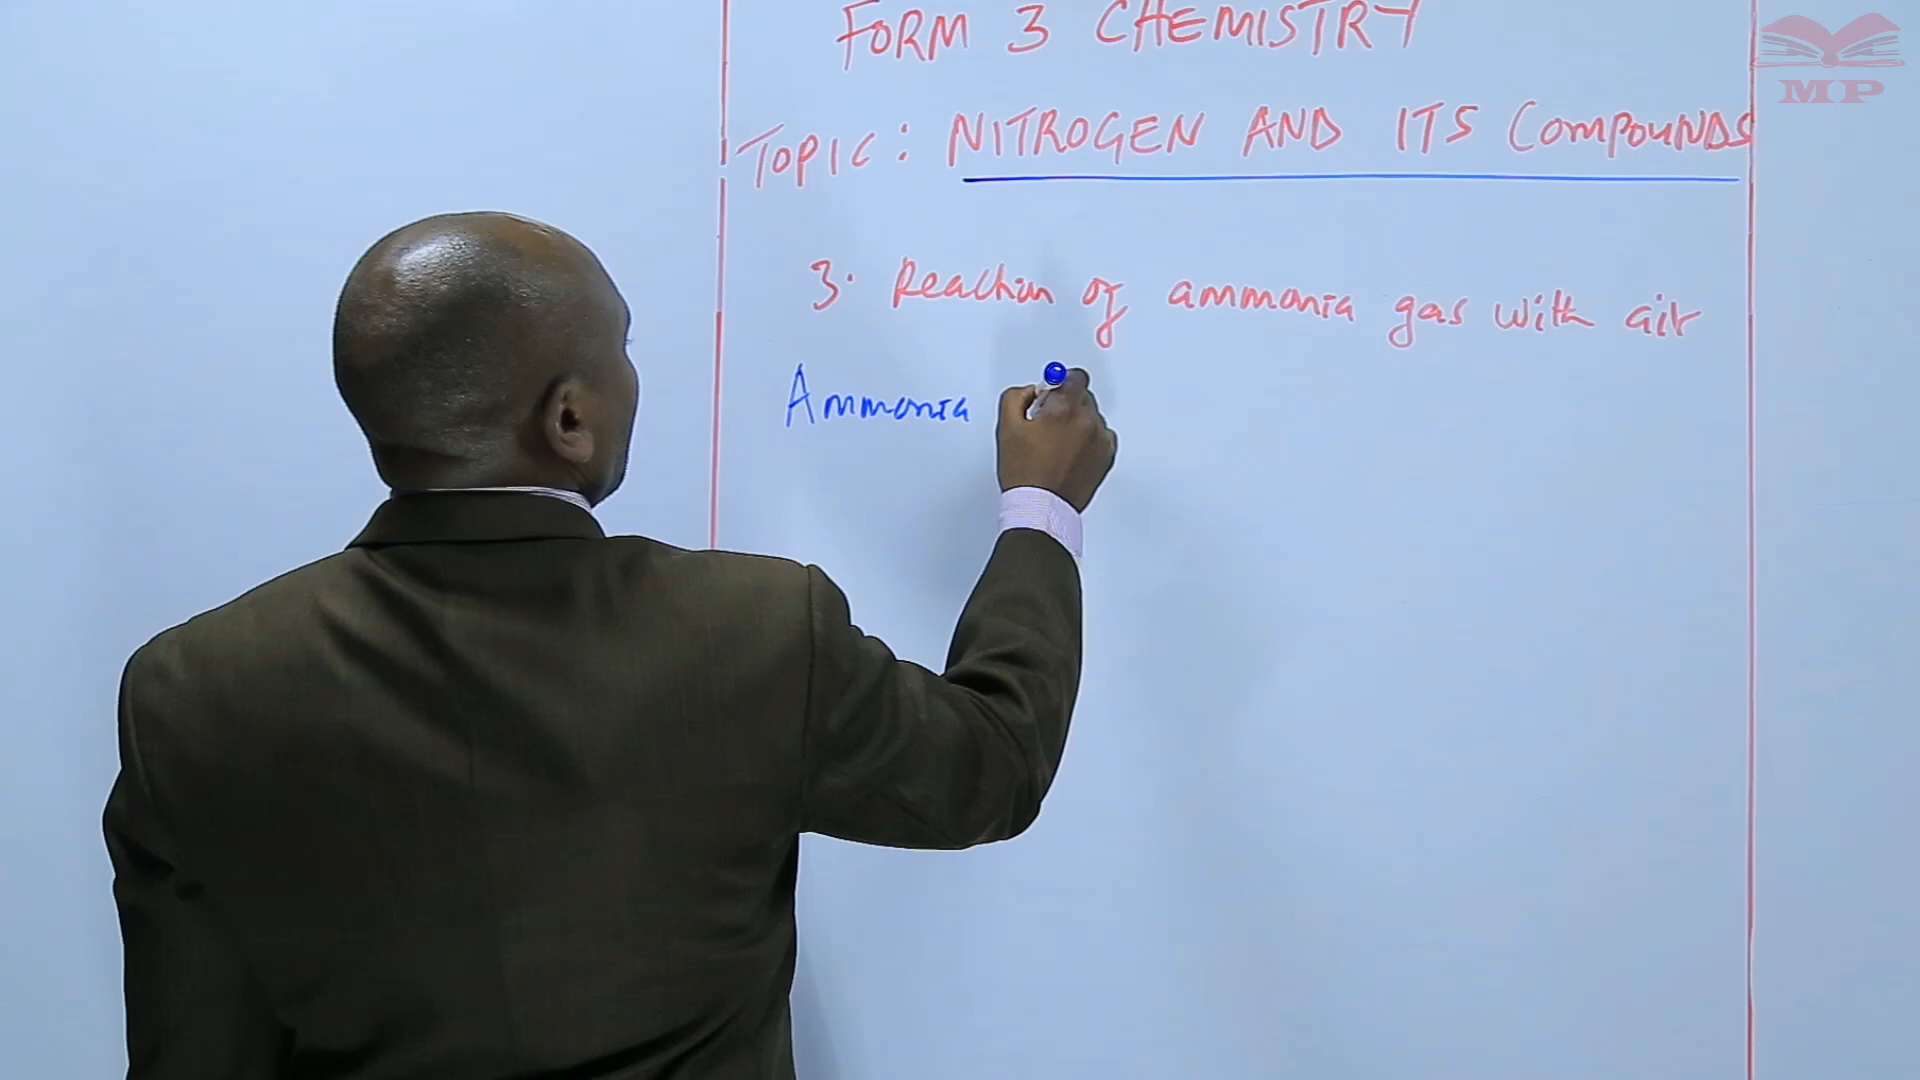 FORM 3 CHEMISTRY
MP
TOPIC: NITROGEN AND ITS COMPOUNDS
3. Reaction of ammonia gas with air
Ammonia